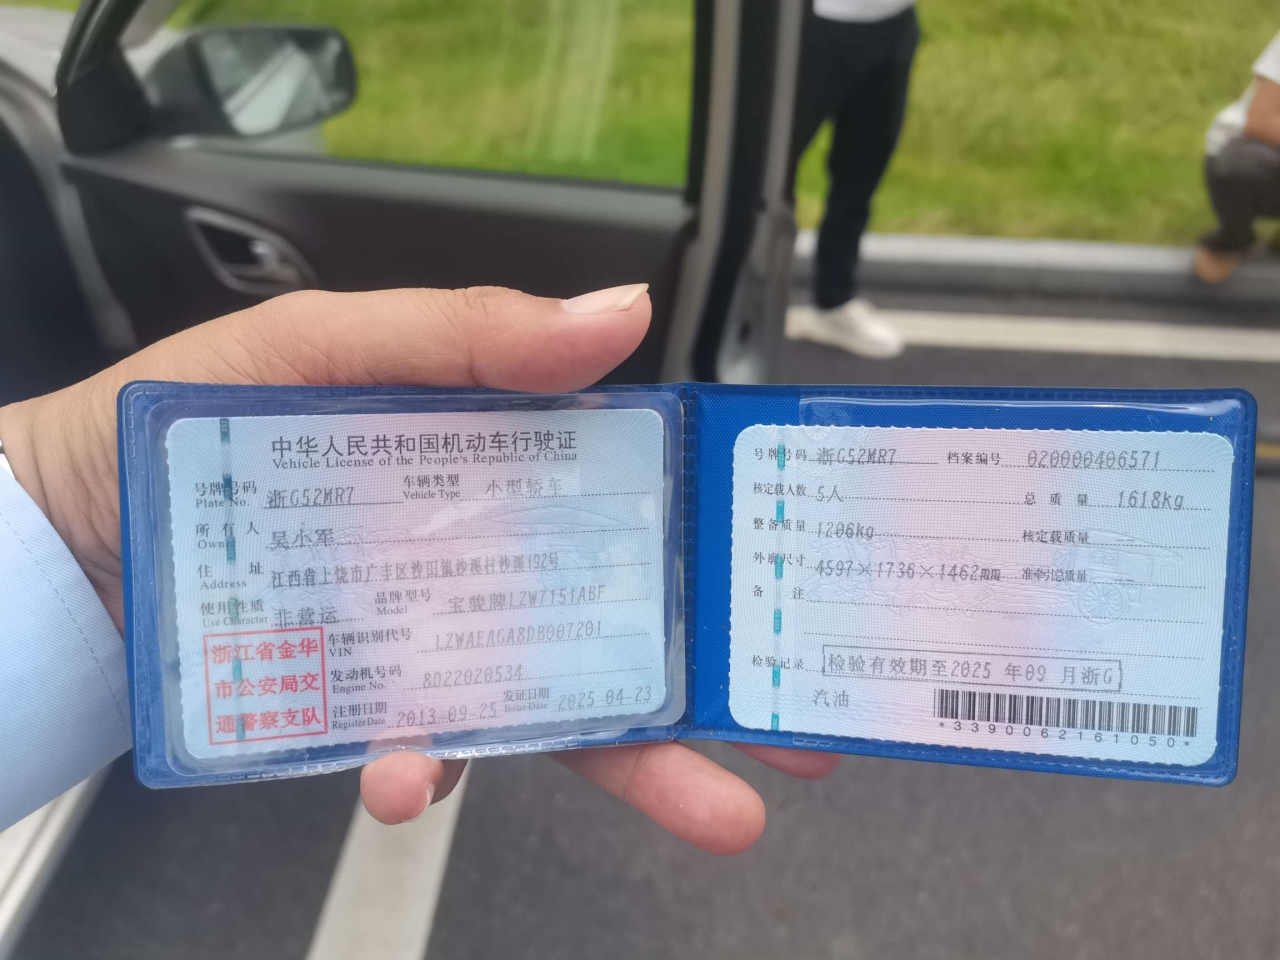 中华人民共和国机动车行驶证
Vehicle License of the People's Republic of China
号牌号码 浙G52MR7 车辆类型 小型轿车
Plate No. Vehicle Type
所有人 吴小军
Owner
住址 江西省上饶市广丰区沙田镇沙溪村沙溪192号
Address
使用性质 非营运 品牌型号 宝骏牌LZW7151ABF
Use Character Model
浙江省金华
市公安局交
通警察支队
车辆识别代号 LZWAEAGA8DB007201
VIN
发动机号码 8D22020534
Engine No.
注册日期 2013-09-25 发证日期 2025-04-23
Register Date Issue Date
号牌号码 浙G52MR7 档案编号 020000406571
核定载人数 5人 总质量 1618kg
整备质量 1206kg 核定载质量 --
外廓尺寸 4597×1736×1462mm 准牵引总质量 --
备注
检验记录 检验有效期至2025年09月浙G
汽油
*3390062161050*